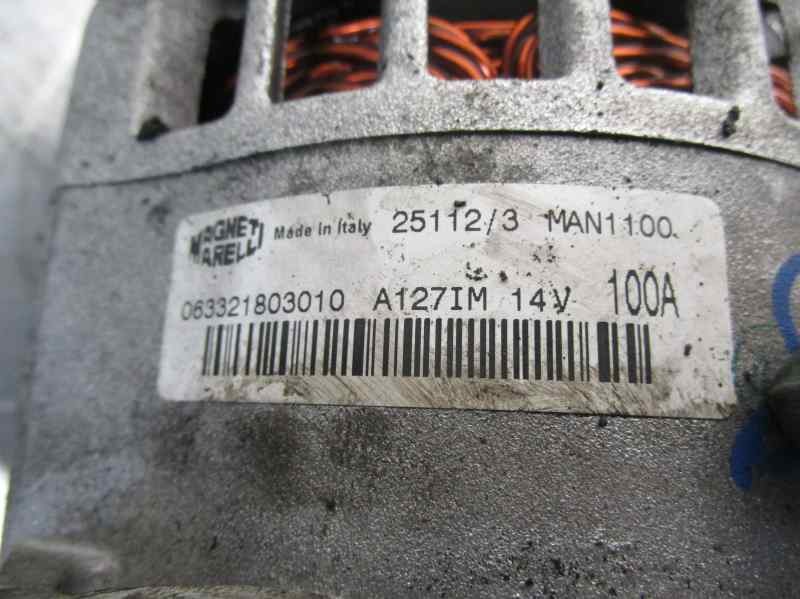 MAGNETI MARELLI Made in Italy 25112/3 MAN1100
063321803010 A127IM 14V 100A